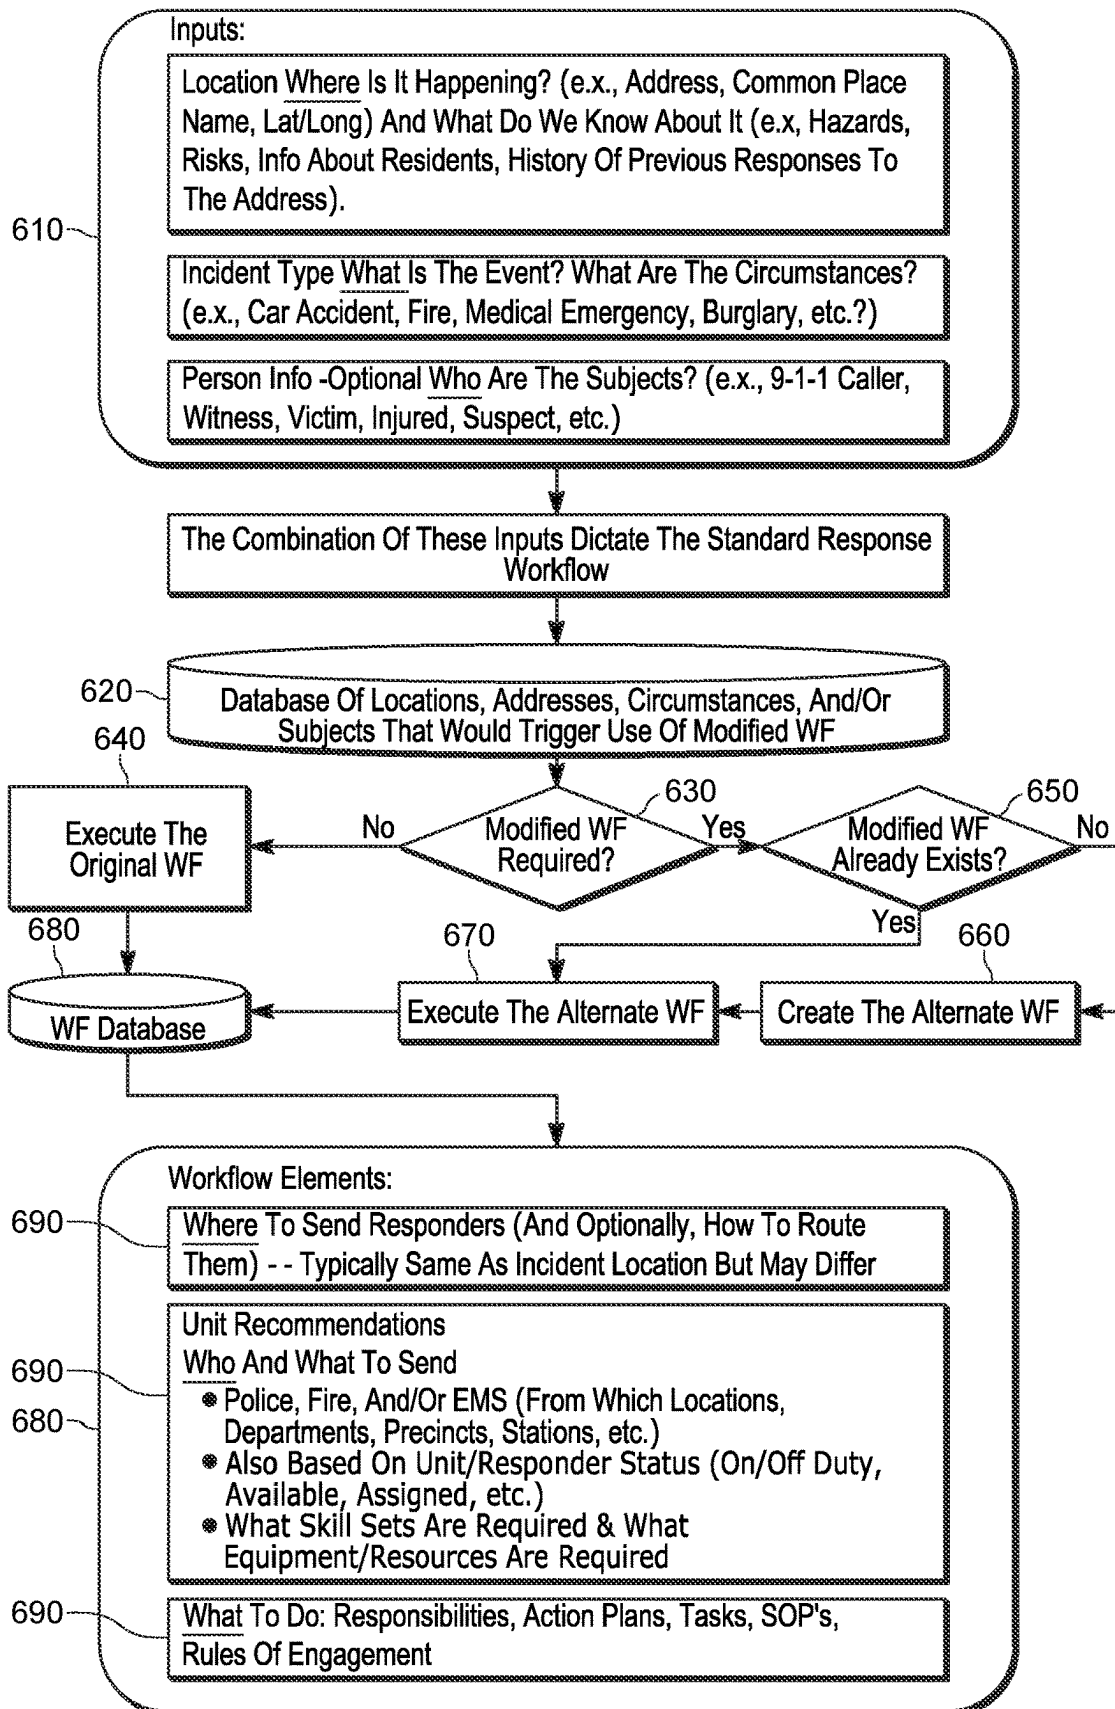 Inputs:
Location Where Is It Happening? (e.x., Address, Common Place
Name, Lat/Long) And What Do We Know About It (e.x, Hazards,
Risks, Info About Residents, History Of Previous Responses To
The Address).
610
Incident Type What Is The Event? What Are The Circumstances?
(e.x., Car Accident, Fire, Medical Emergency, Burglary, etc.?)
Person Info -Optional Who Are The Subjects? (e.x., 9-1-1 Caller,
Witness, Victim, Injured, Suspect, etc.)
The Combination Of These Inputs Dictate The Standard Response
Workflow
620
Database Of Locations, Addresses, Circumstances, And/Or
Subjects That Would Trigger Use Of Modified WF
640
Execute The
Original WF
No
630
Modified WF
Required?
Yes
650
Modified WF
Already Exists?
No
Yes
680
WF Database
670
Execute The Alternate WF
660
Create The Alternate WF
Workflow Elements:
690
Where To Send Responders (And Optionally, How To Route
Them) - - Typically Same As Incident Location But May Differ
Unit Recommendations
690
Who And What To Send
680
• Police, Fire, And/Or EMS (From Which Locations,
Departments, Precincts, Stations, etc.)
• Also Based On Unit/Responder Status (On/Off Duty,
Available, Assigned, etc.)
• What Skill Sets Are Required & What
Equipment/Resources Are Required
690
What To Do: Responsibilities, Action Plans, Tasks, SOP's,
Rules Of Engagement